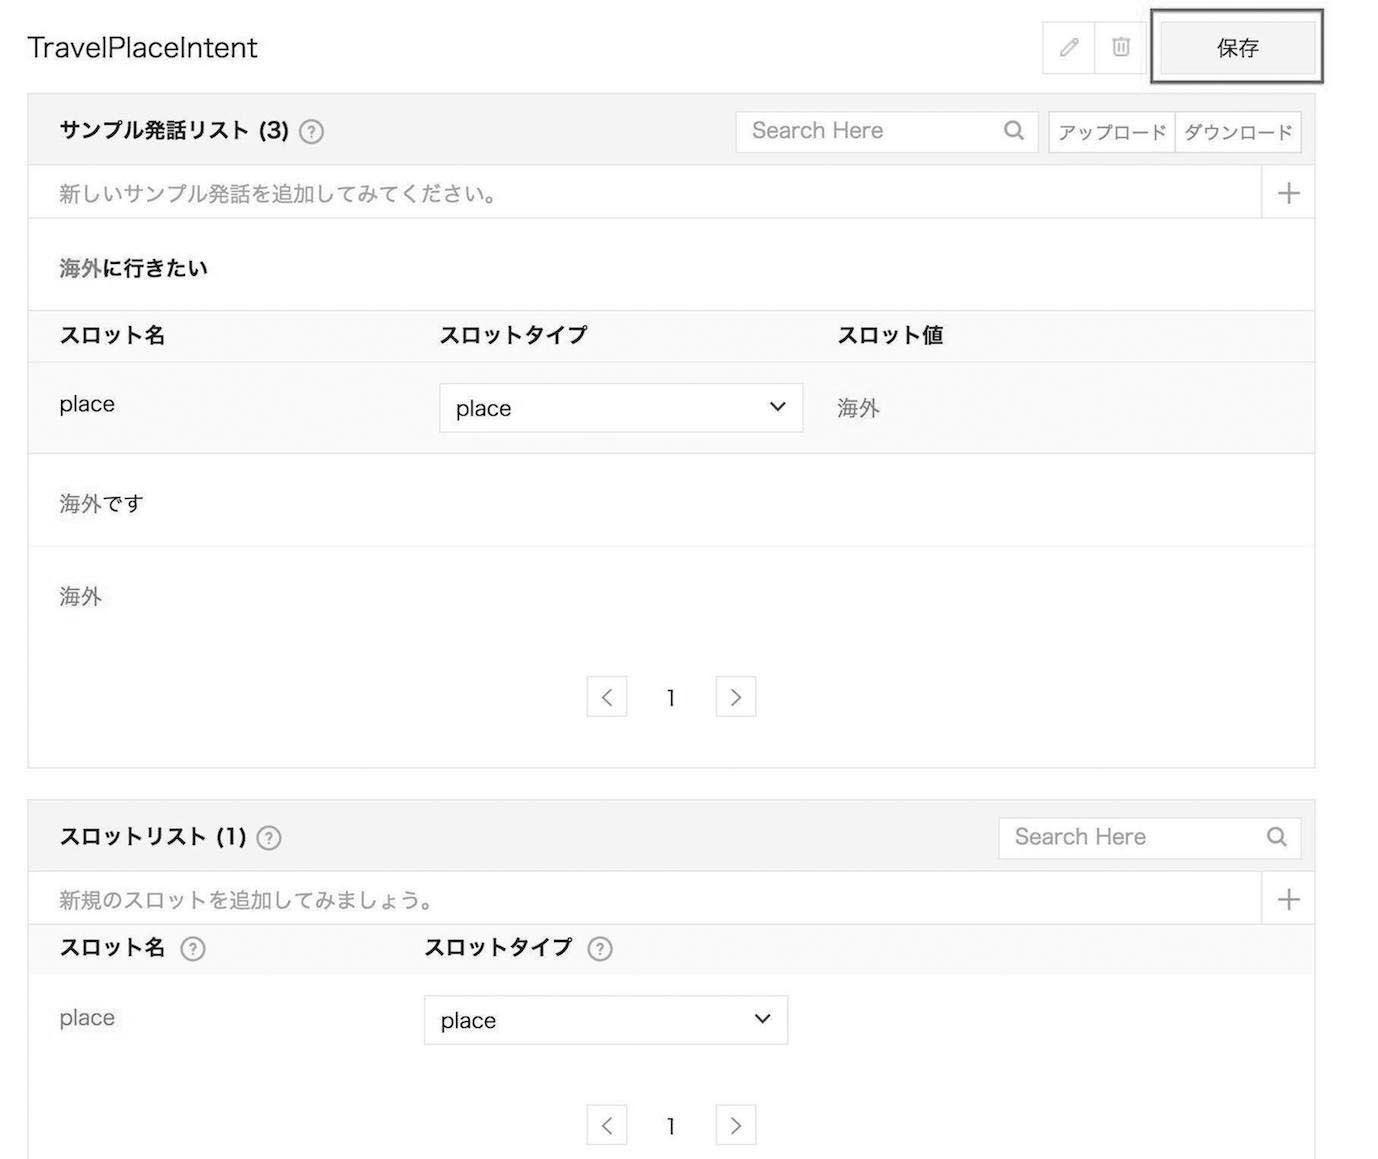 TravelPlaceIntent
保存
サンプル発話リスト (3) ?
Search Here
アップロード
ダウンロード
新しいサンプル発話を追加してみてください。
海外に行きたい
スロット名 スロットタイプ スロット値
place place 海外
海外です
海外
1
スロットリスト (1) ?
Search Here
新規のスロットを追加してみましょう。
スロット名 ? スロットタイプ ?
place place
1